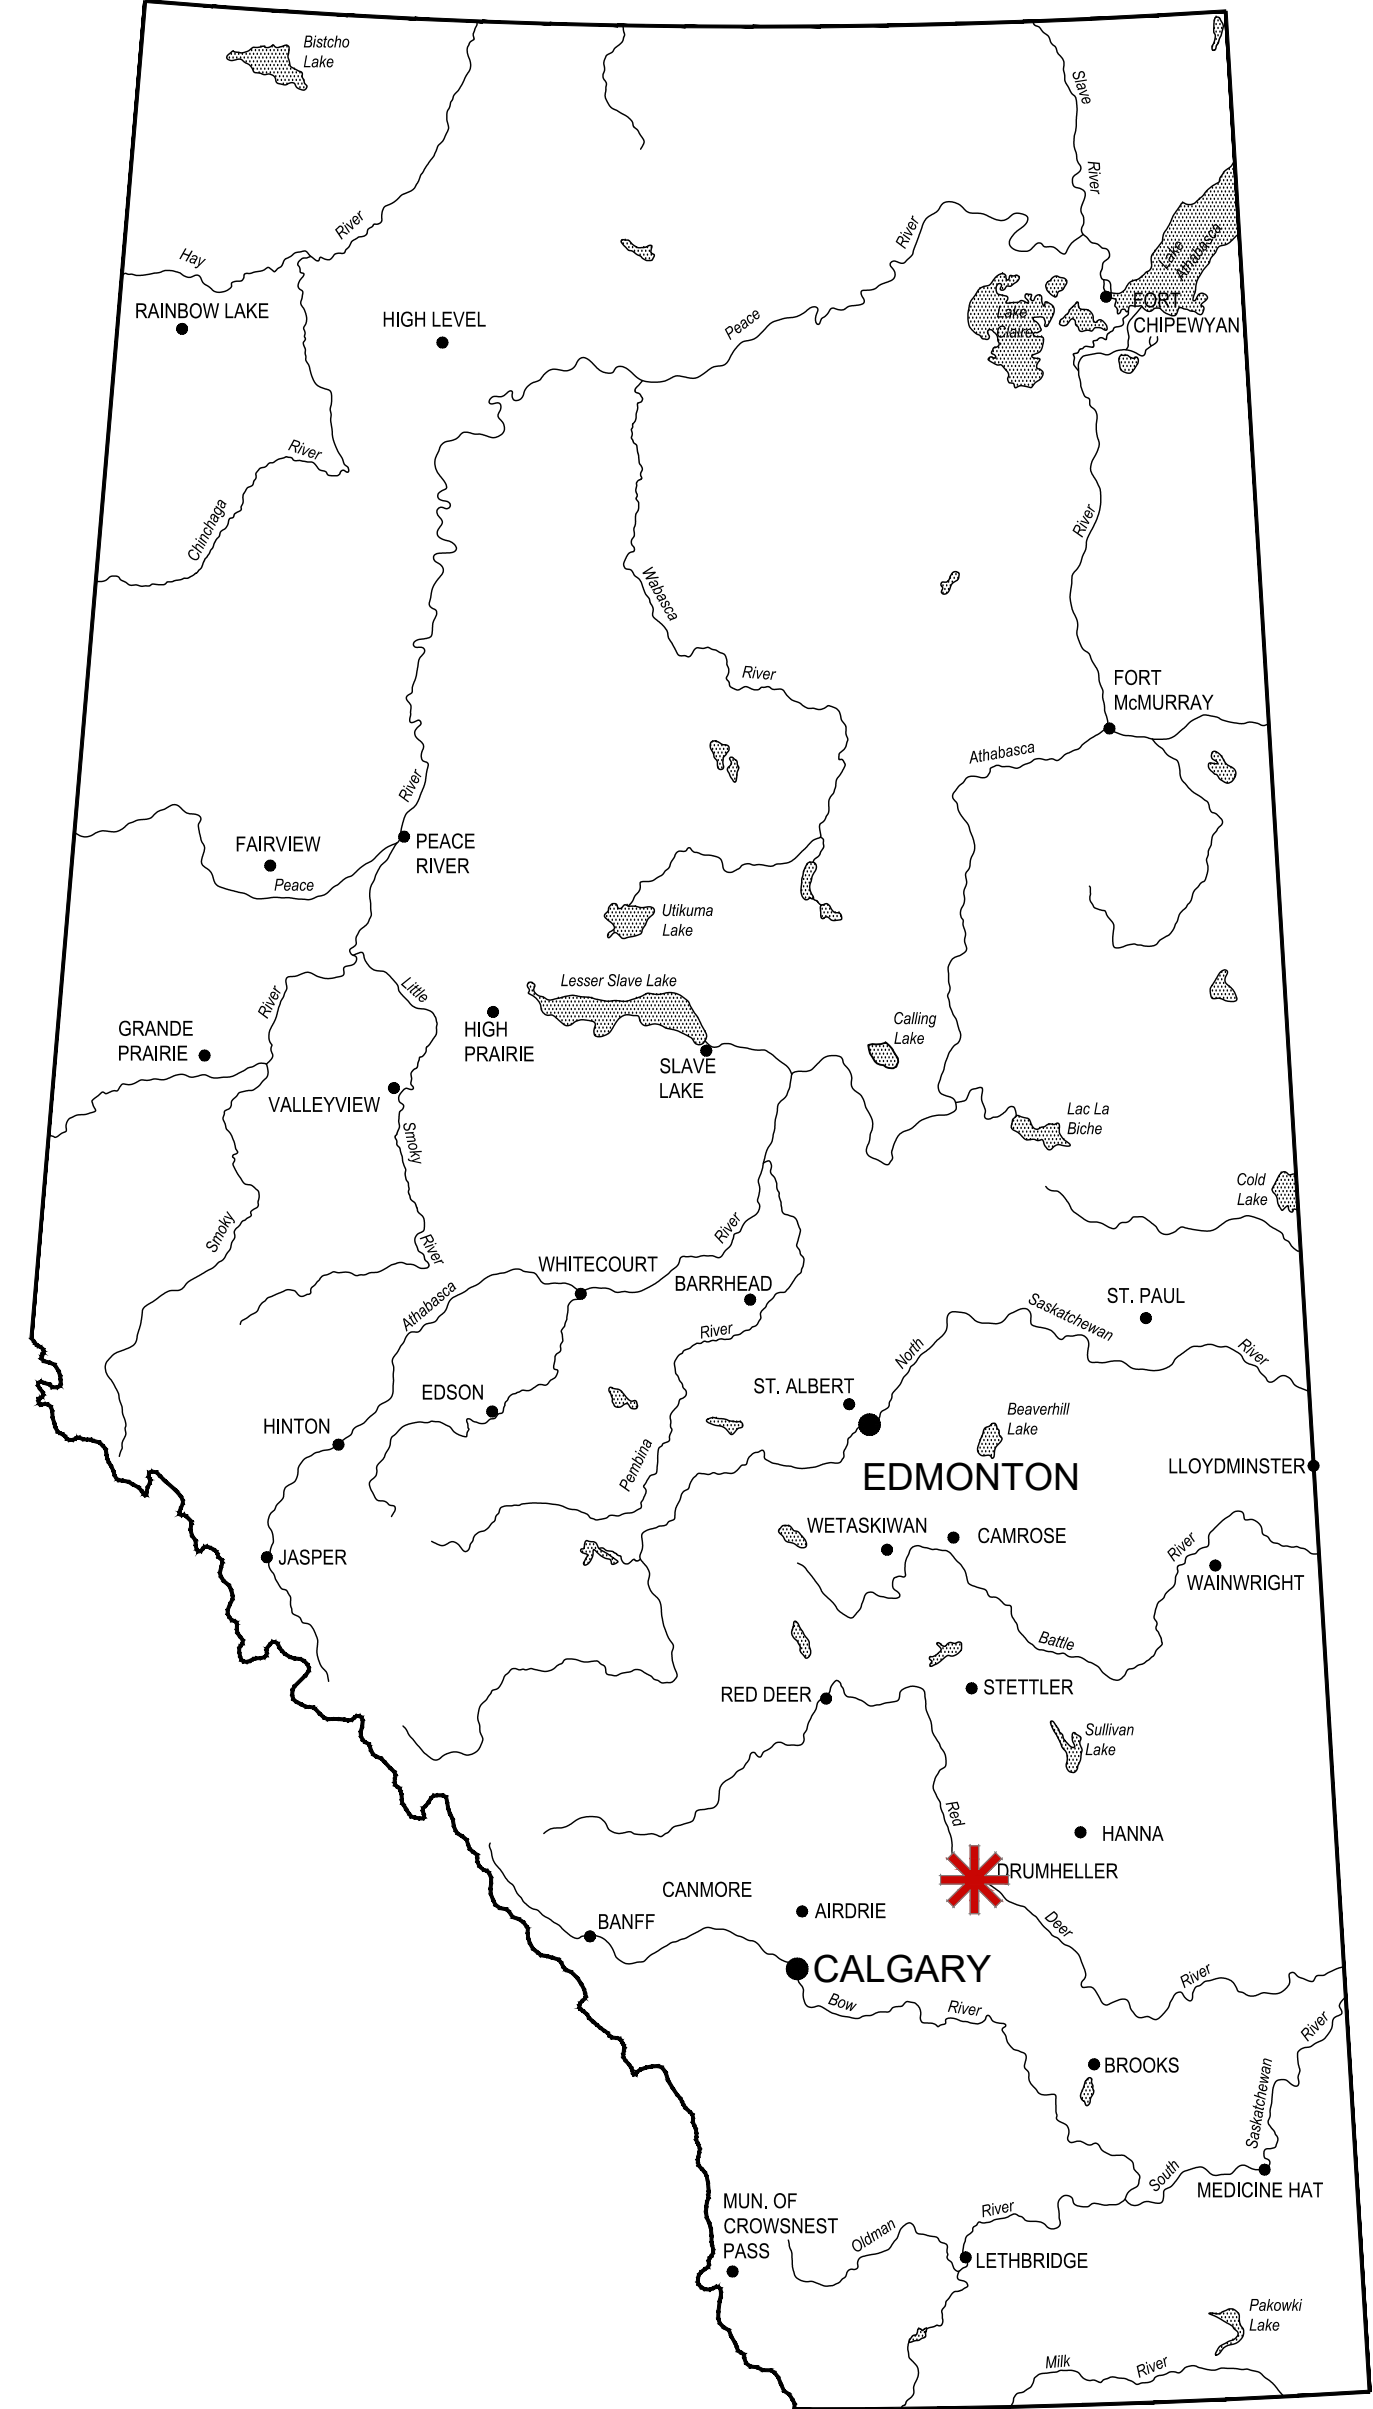 Bistcho
Lake
Slave
River
River
Hay
River
Lake
Athabasca
RAINBOW LAKE
HIGH LEVEL
Peace
Lake
Claire
FORT
CHIPEWYAN
River
Chinchaga
River
Wabasca
River
FORT
McMURRAY
Athabasca
River
FAIRVIEW
PEACE
RIVER
Peace
Utikuma
Lake
Lesser Slave Lake
Little
River
GRANDE
PRAIRIE
HIGH
PRAIRIE
Calling
Lake
SLAVE
LAKE
VALLEYVIEW
Lac La
Biche
Smoky
Cold
Lake
Smoky
River
River
WHITECOURT
BARRHEAD
Athabasca
River
ST. PAUL
Saskatchewan
North
River
ST. ALBERT
EDSON
HINTON
Beaverhill
Lake
Pembina
EDMONTON
LLOYDMINSTER
WETASKIWAN
CAMROSE
River
JASPER
WAINWRIGHT
Battle
RED DEER
STETTLER
Sullivan
Lake
Red
HANNA
DRUMHELLER
CANMORE
AIRDRIE
BANFF
Deer
CALGARY
River
Bow
River
River
BROOKS
Saskatchewan
South
MEDICINE HAT
MUN. OF
CROWSNEST
PASS
River
Oldman
LETHBRIDGE
Pakowki
Lake
Milk
River